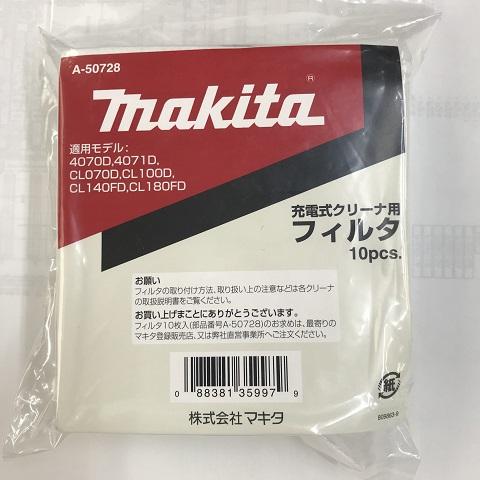 A-50728
makita®
適用モデル:
4070D,4071D,
CL070D,CL100D,
CL140FD,CL180FD
充電式クリーナ用
フィルタ
10pcs.
お願い
フィルタの取り付け方法、取り扱い上の注意などは各クリーナ
の取扱説明書をご覧ください。
お買い上げまことにありがとうございます。
フィルタ10枚入(部品番号A-50728)のお求めは、最寄りの
マキタ登録販売店、又は弊社直営営業所へご注文ください。
0 88381 35997 9
紙
株式会社マキタ